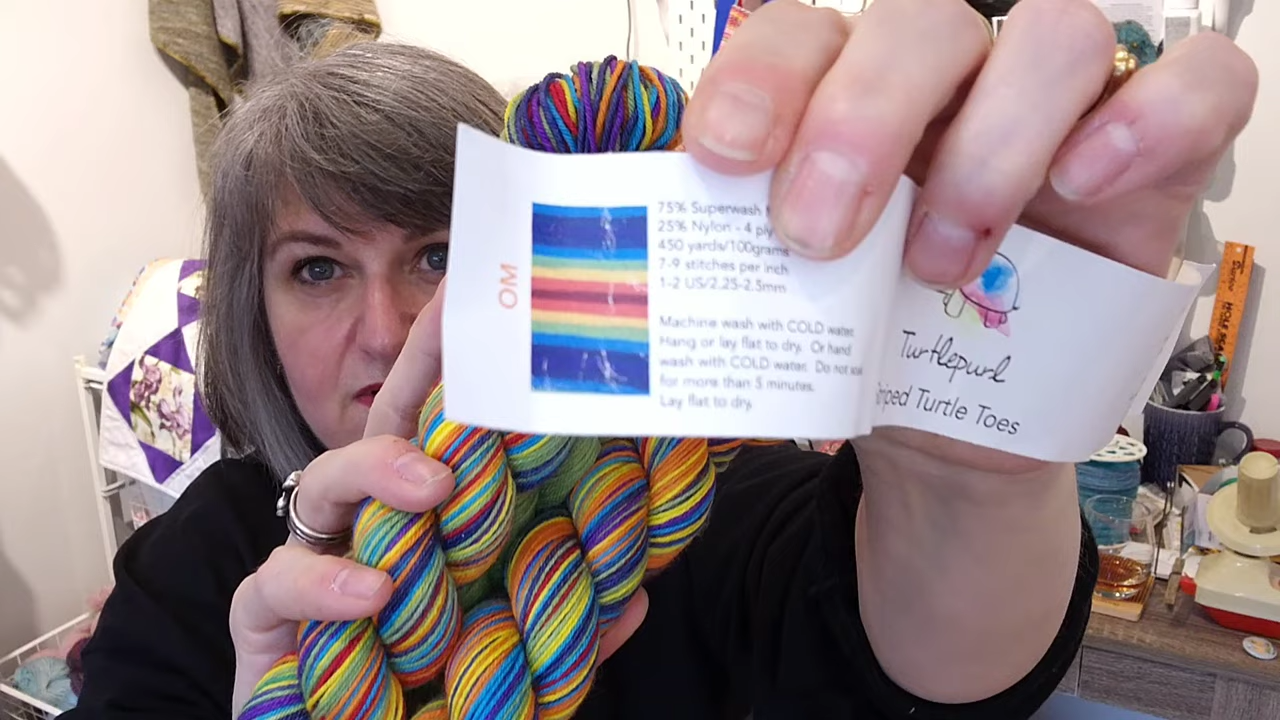 OM
75% Superwash
25% Nylon - 4 ply
450 yards/100grams
7-9 stitches per inch
1-2 US/2.25-2.5mm
Machine wash with COLD water.
Hang or lay flat to dry. Or hand
wash with COLD water. Do not
for more than 5 minutes.
Lay flat to dry.
Turtlepurl
Turtle Toes